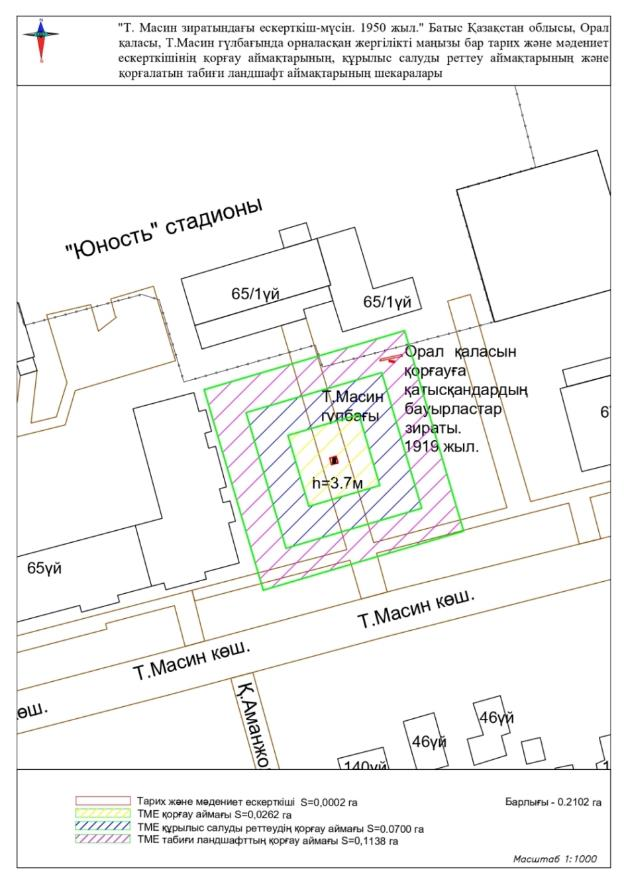 "Т. Масин зиратындағы ескерткіш-мүсін. 1950 жыл." Батыс Қазақстан облысы, Орал
қаласы, Т.Масин гүлбағында орналасқан жергілікті маңызы бар тарих және мәдениет
ескерткішінің қорғау аймақтарының, құрылыс салуды реттеу аймақтарының және
қорғалатын табиғи ландшафт аймақтарының шекаралары
"Юность" стадионы
65/1үй
65/1үй
Орал қаласын
қорғауға
қатысқандардың
бауырластар
зираты.
1919 жыл.
Т.Масин
гүлбағы
h=3.7м
65үй
Т.Масин көш.
Т.Масин көш.
өш.
Қ.Аманжо
46үй
46үй
140үй
Тарих және мәдениет ескерткіші S=0,0002 га
ТМЕ қорғау аймағы S=0,0262 га
ТМЕ құрылыс салуды реттеудің қорғау аймағы S=0.0700 га
ТМЕ табиғи ландшафттың қорғау аймағы S=0,1138 га
Барлығы - 0.2102 га
Масштаб 1:1000